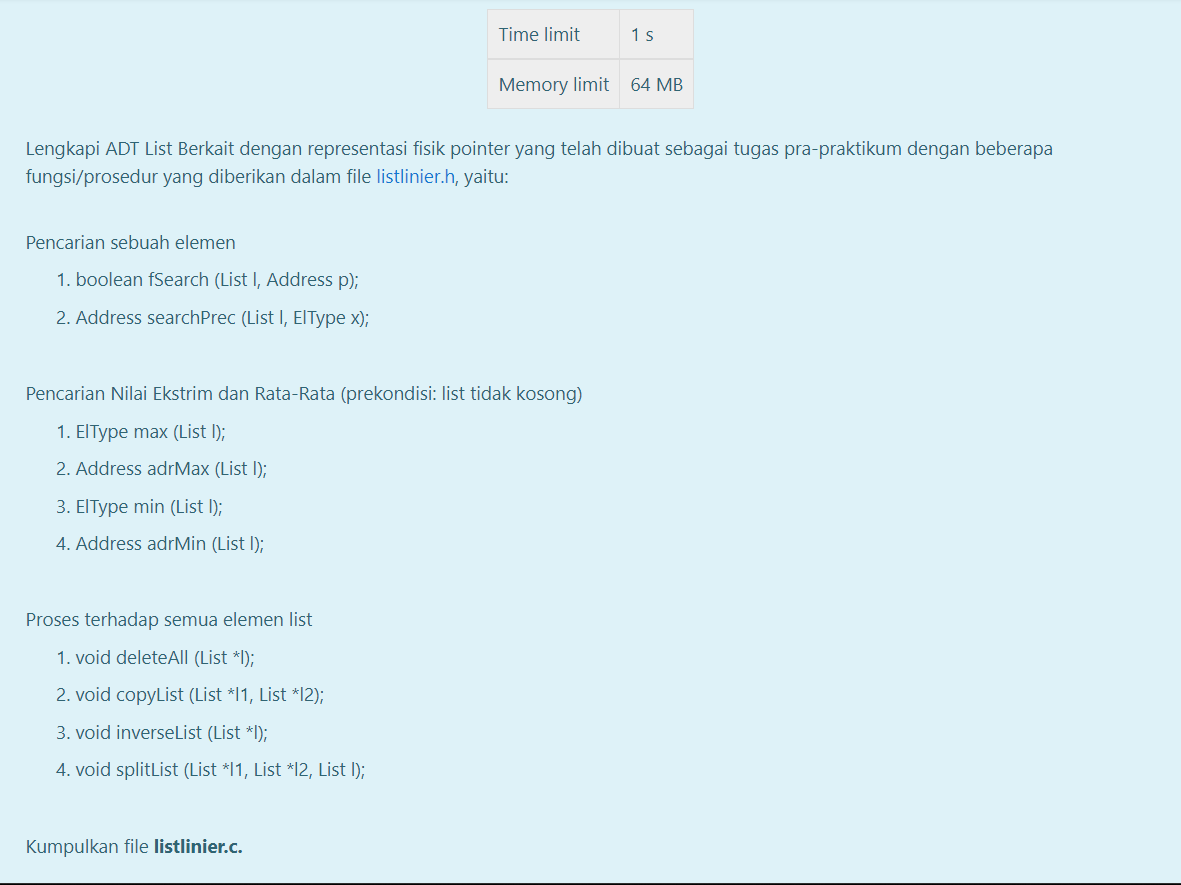 Time limit 1 s
Memory limit 64 MB
Lengkapi ADT List Berkait dengan representasi fisik pointer yang telah dibuat sebagai tugas pra-praktikum dengan beberapa
fungsi/prosedur yang diberikan dalam file listlinier.h, yaitu:
Pencarian sebuah elemen
1. boolean fSearch (List l, Address p);
2. Address searchPrec (List l, ElType x);
Pencarian Nilai Ekstrim dan Rata-Rata (prekondisi: list tidak kosong)
1. ElType max (List l);
2. Address adrMax (List l);
3. ElType min (List l);
4. Address adrMin (List l);
Proses terhadap semua elemen list
1. void deleteAll (List *l);
2. void copyList (List *l1, List *l2);
3. void inverseList (List *l);
4. void splitList (List *l1, List *l2, List l);
Kumpulkan file listlinier.c.